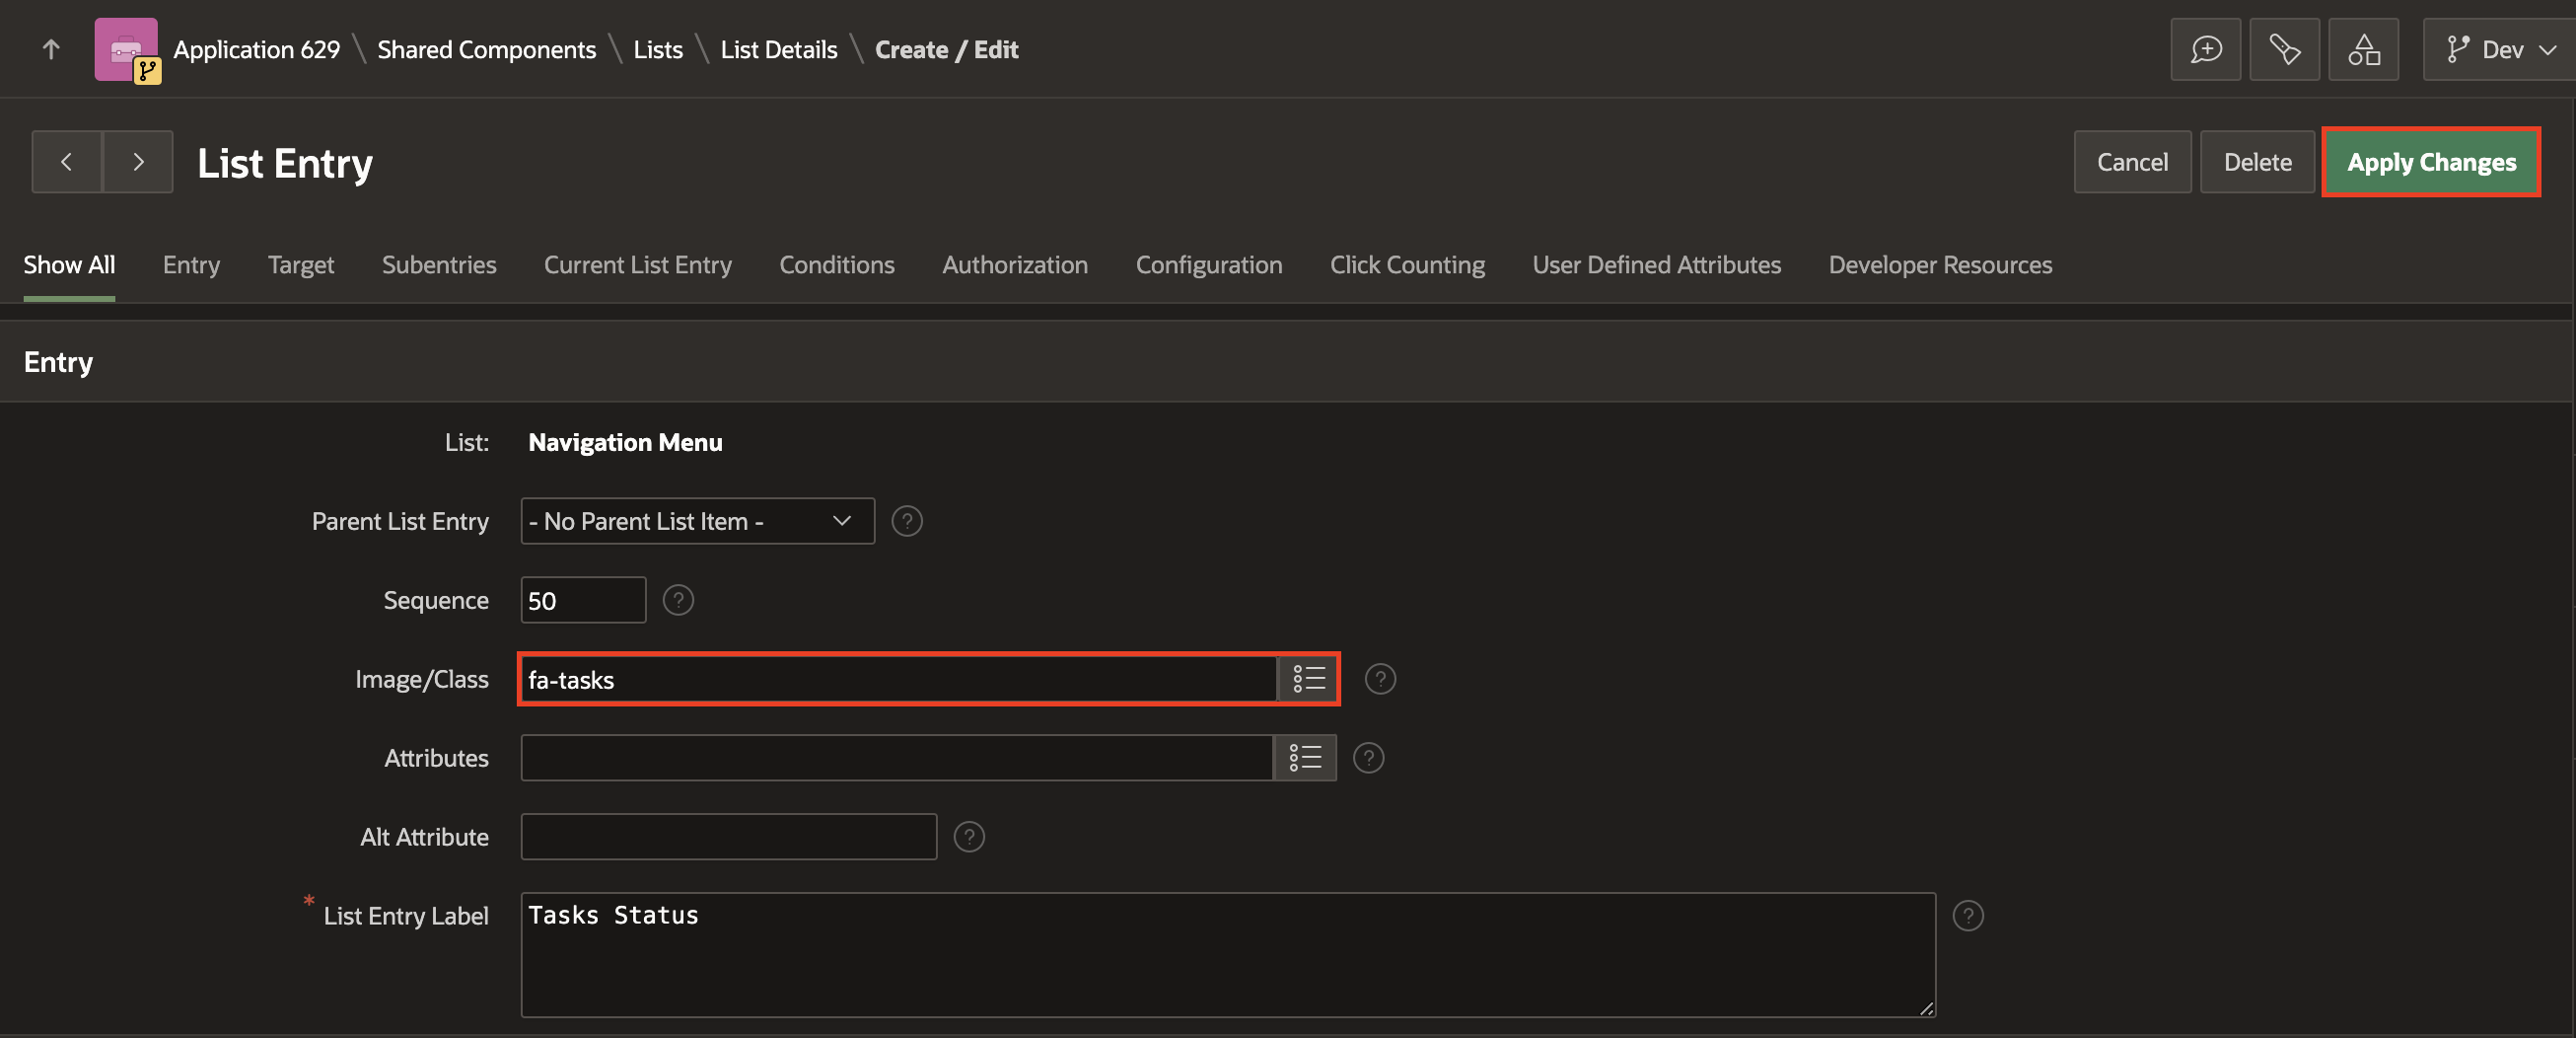 Application 629 \ Shared Components \ Lists \ List Details \ Create / Edit
Dev
List Entry
Cancel Delete Apply Changes
Show All Entry Target Subentries Current List Entry Conditions Authorization Configuration Click Counting User Defined Attributes Developer Resources
Entry
List: Navigation Menu
Parent List Entry - No Parent List Item - ?
Sequence 50 ?
Image/Class fa-tasks ?
Attributes ?
Alt Attribute ?
* List Entry Label Tasks Status ?